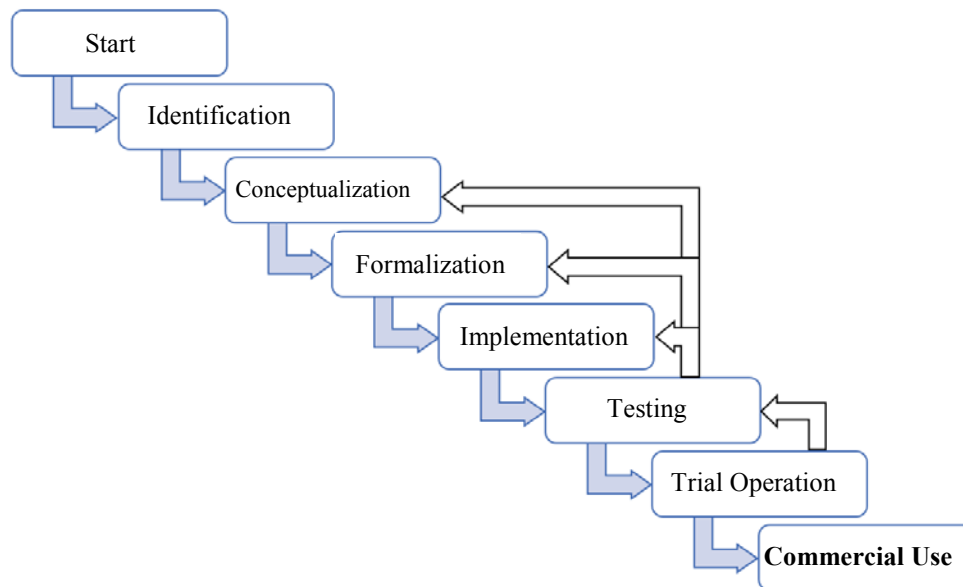 Start
Identification
Conceptualization
Formalization
Implementation
Testing
Trial Operation
Commercial Use